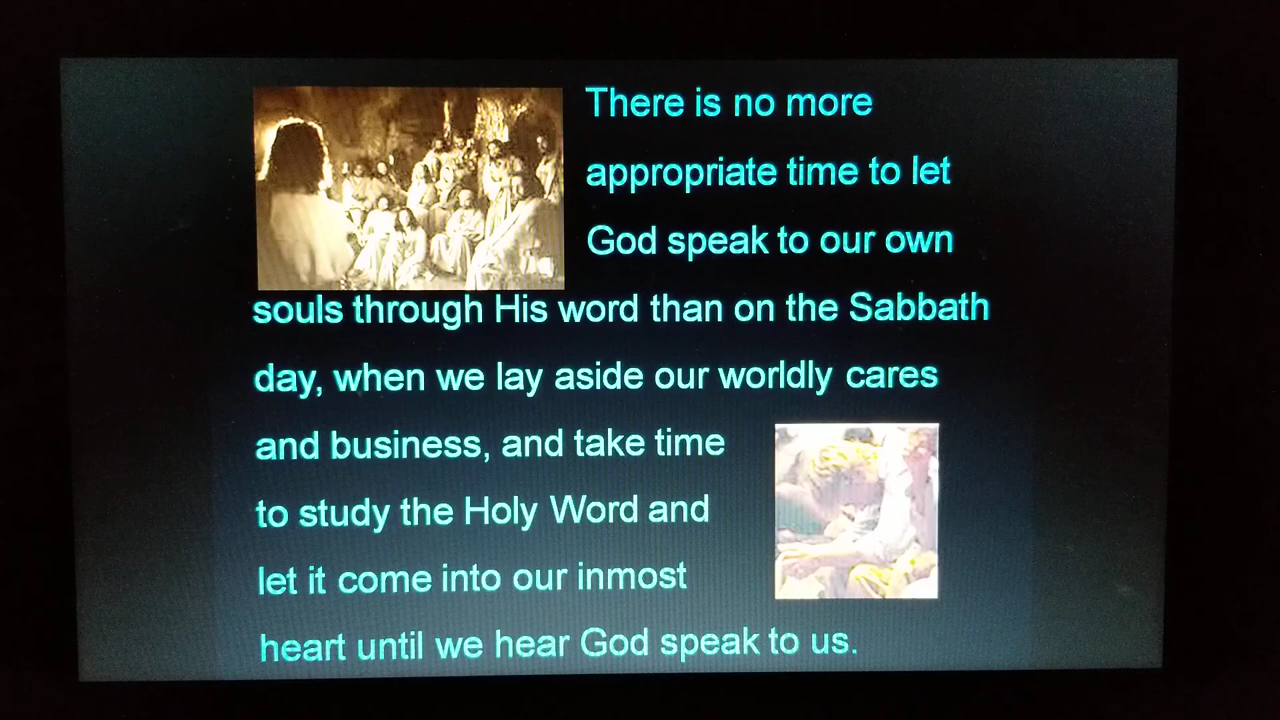 There is no more
appropriate time to let
God speak to our own
souls through His word than on the Sabbath
day, when we lay aside our worldly cares
and business, and take time
to study the Holy Word and
let it come into our inmost
heart until we hear God speak to us.